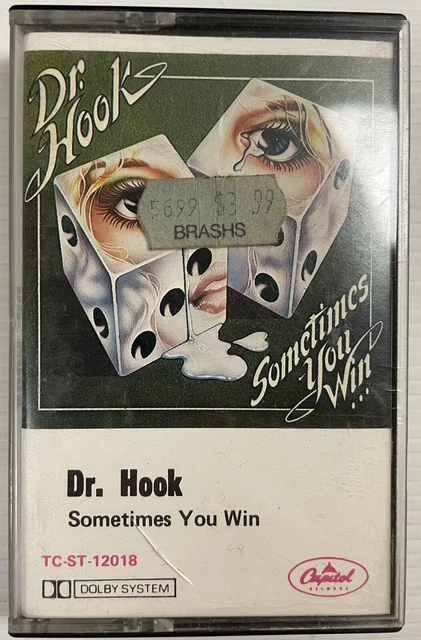 Dr.
Hook
5699 $3.99
BRASHS
Sometimes
You
Win
...
Dr. Hook
Sometimes You Win
TC-ST-12018
DOLBY SYSTEM
Capitol
RECORDS